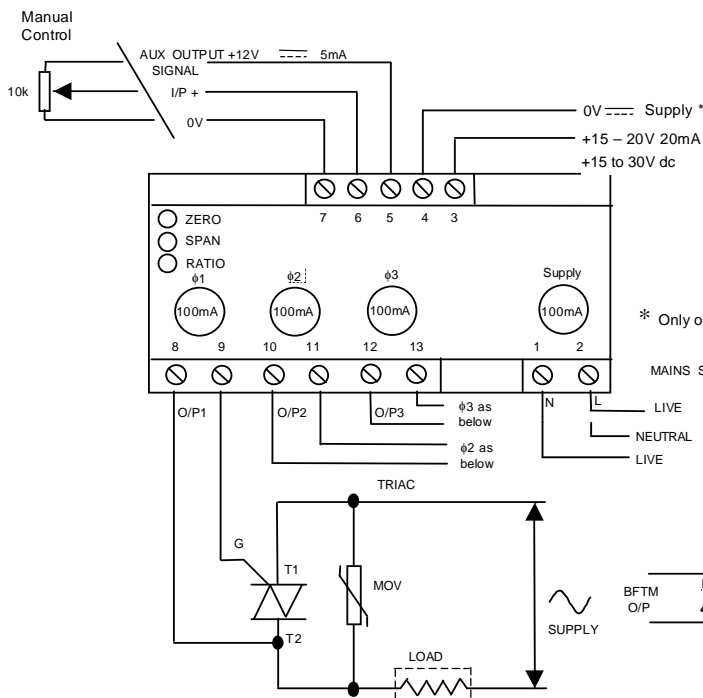 Manual
Control
AUX OUTPUT +12V 5mA
SIGNAL
10k
I/P +
0V
0V Supply *
+15 – 20V 20mA
+15 to 30V dc
7 6 5 4 3
ZERO
SPAN
RATIO
ϕ1 ϕ2 ϕ3 Supply
100mA 100mA 100mA 100mA
* Only o
8 9 10 11 12 13 1 2
MAINS S
O/P1 O/P2 O/P3 N L
ϕ3 as
below
LIVE
NEUTRAL
ϕ2 as
below
LIVE
TRIAC
G
T1
MOV
BFTM
O/P
T2
SUPPLY
LOAD